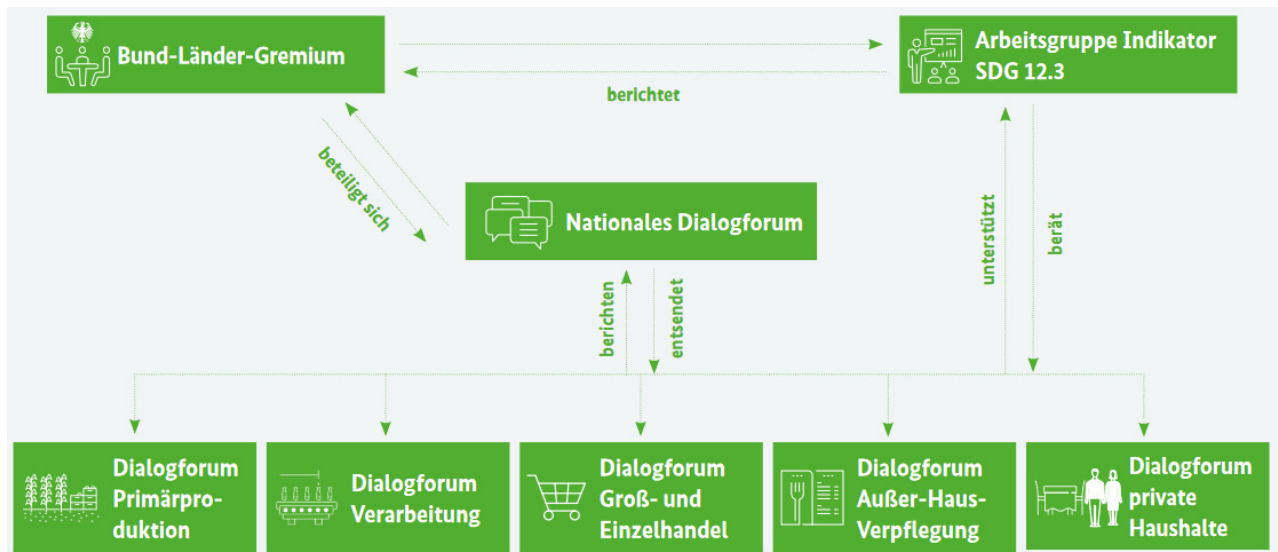 Bund-Länder-Gremium
Arbeitsgruppe Indikator
SDG 12.3
berichtet
beteiligt sich
Nationales Dialogforum
unterstützt
berät
berichten
entsendet
Dialogforum
Primärpro-
duktion
Dialogforum
Verarbeitung
Dialogforum
Groß- und
Einzelhandel
Dialogforum
Außer-Haus-
Verpflegung
Dialogforum
private
Haushalte